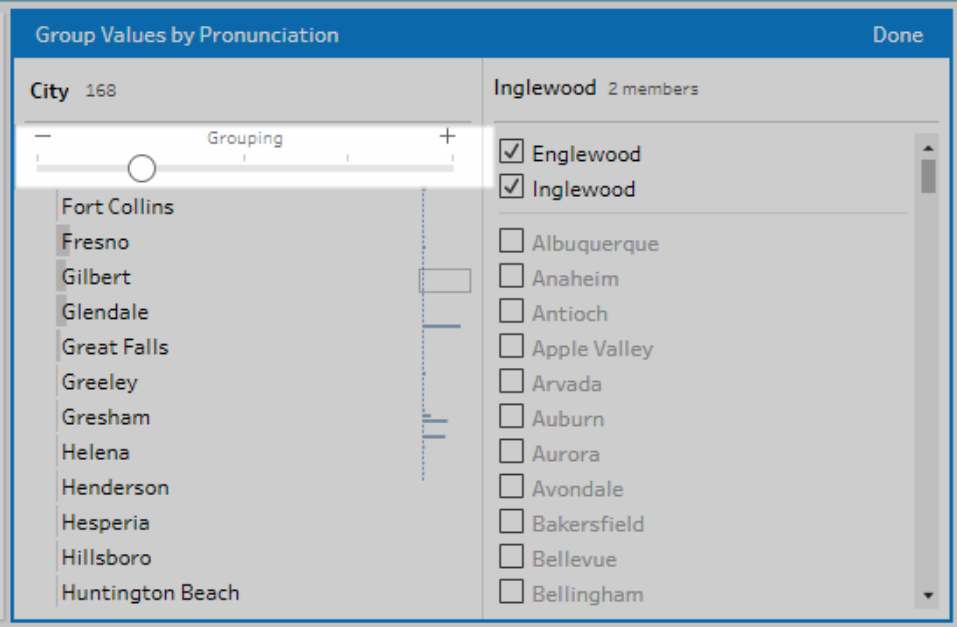 Group Values by Pronunciation Done
City 168
− Grouping +
Fort Collins
Fresno
Gilbert
Glendale
Great Falls
Greeley
Gresham
Helena
Henderson
Hesperia
Hillsboro
Huntington Beach
Inglewood 2 members
Englewood
Inglewood
Albuquerque
Anaheim
Antioch
Apple Valley
Arvada
Auburn
Aurora
Avondale
Bakersfield
Bellevue
Bellingham